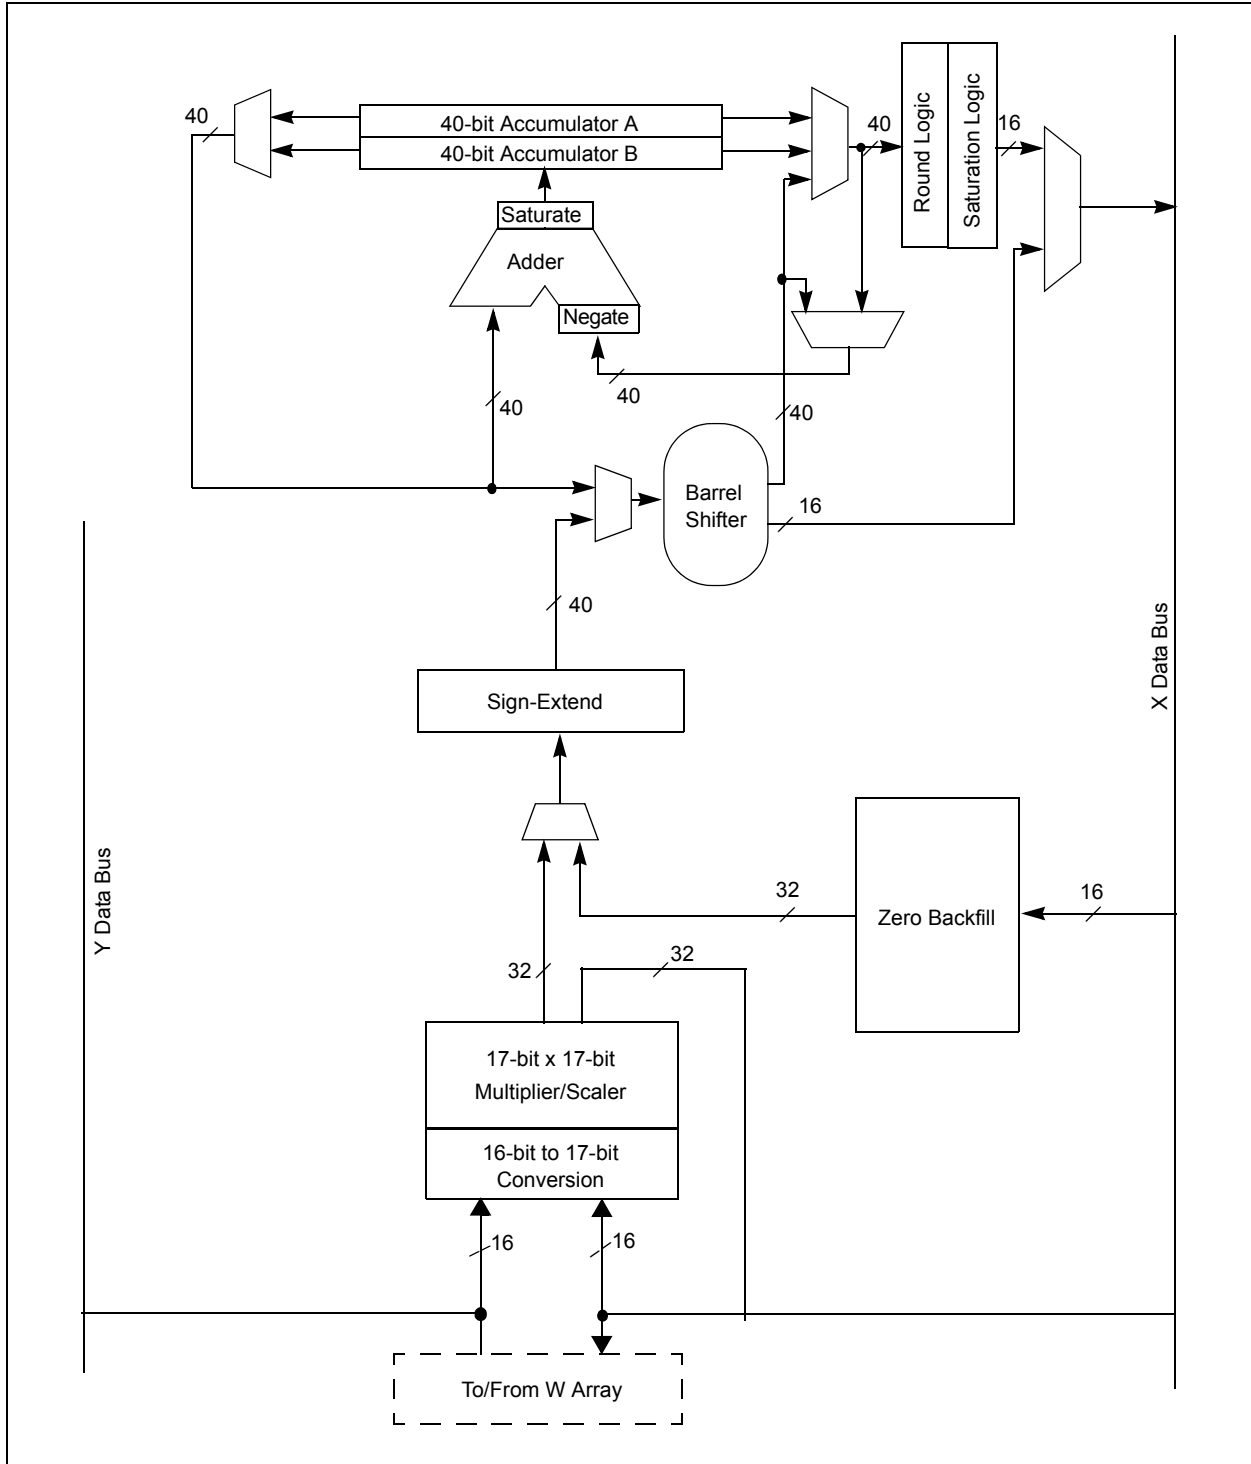 40
40-bit Accumulator A
40-bit Accumulator B
40
Round Logic
Saturation Logic
16
Saturate
Adder
Negate
40
40
40
Barrel
Shifter
16
40
Sign-Extend
X Data Bus
Y Data Bus
32
Zero Backfill
16
32
32
17-bit x 17-bit
Multiplier/Scaler
16-bit to 17-bit
Conversion
16
16
To/From W Array